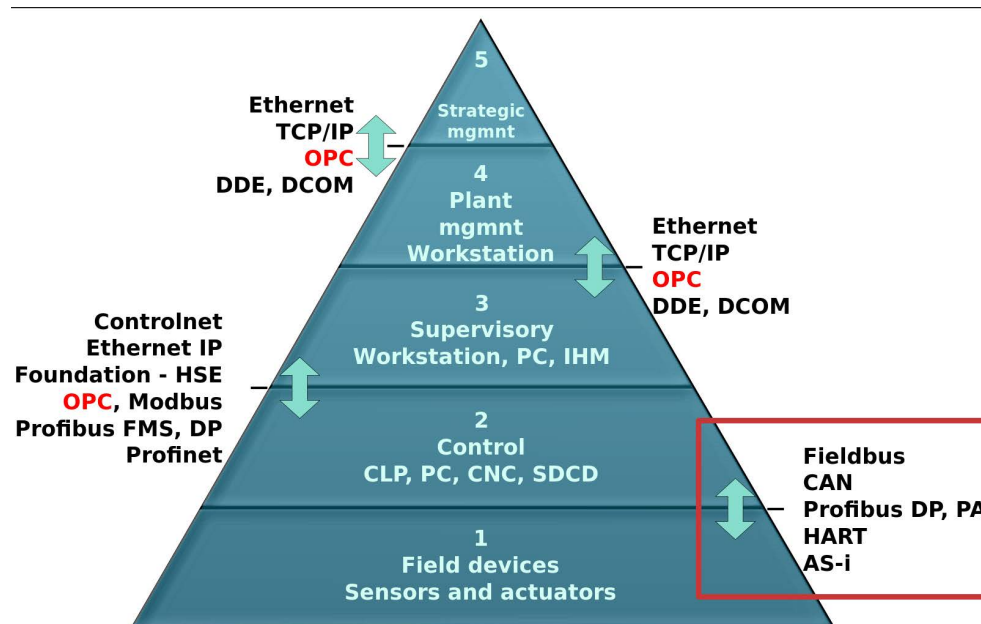 5
Strategic
mgmnt
Ethernet
TCP/IP
OPC
DDE, DCOM
4
Plant
mgmnt
Workstation
Ethernet
TCP/IP
OPC
DDE, DCOM
3
Supervisory
Workstation, PC, IHM
Controlnet
Ethernet IP
Foundation - HSE
OPC, Modbus
Profibus FMS, DP
Profinet
2
Control
CLP, PC, CNC, SDCD
Fieldbus
CAN
Profibus DP, PA
HART
AS-i
1
Field devices
Sensors and actuators